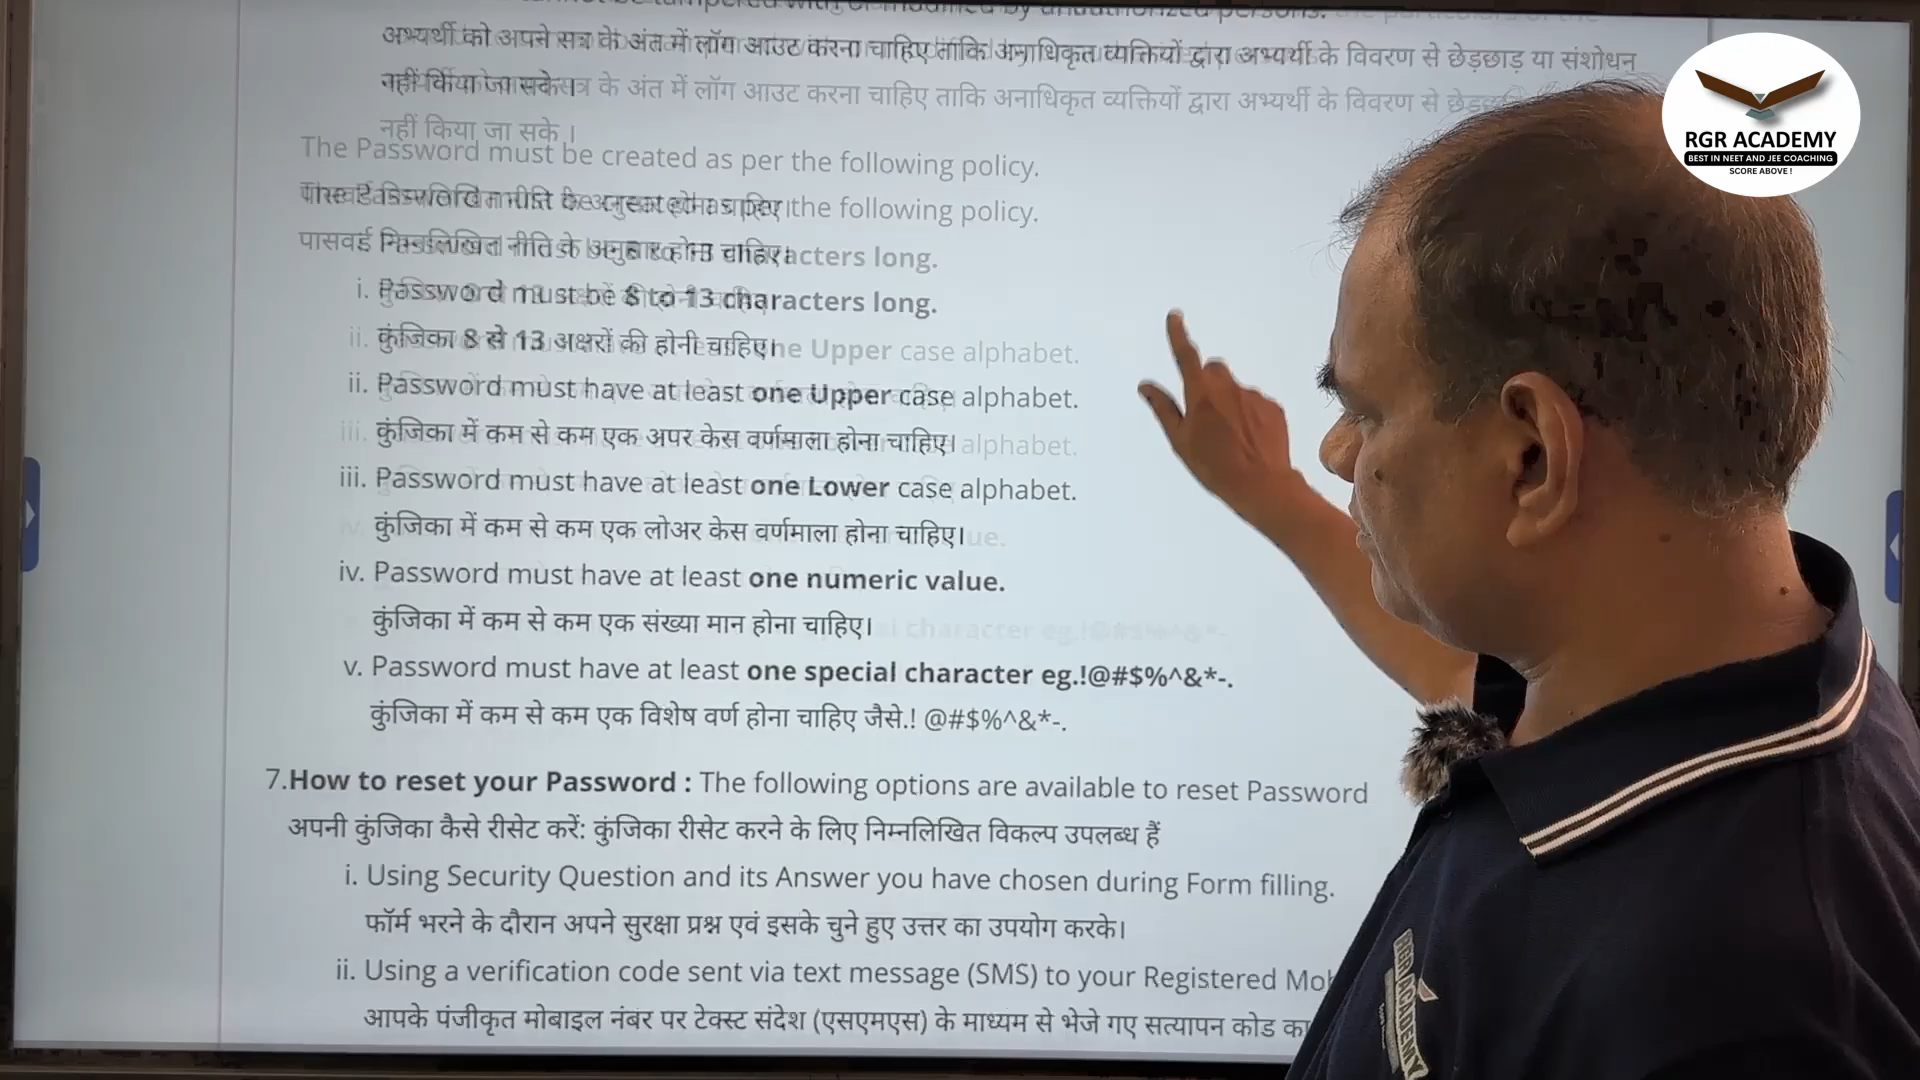 अभ्यर्थी को अपने सत्र के अंत में लॉग आउट करना चाहिए ताकि अनाधिकृत व्यक्तियों द्वारा अभ्यर्थी के विवरण से छेड़छाड़ या संशोधन
नहीं किया जा सके।
The Password must be created as per the following policy.
पासवर्ड निम्नलिखित नीति के अनुसार होना चाहिए।
i. Password must be 8 to 13 characters long.
कुंजिका 8 से 13 अक्षरों की होनी चाहिए।
ii. Password must have at least one Upper case alphabet.
कुंजिका में कम से कम एक अपर केस वर्णमाला होना चाहिए।
iii. Password must have at least one Lower case alphabet.
कुंजिका में कम से कम एक लोअर केस वर्णमाला होना चाहिए।
iv. Password must have at least one numeric value.
कुंजिका में कम से कम एक संख्या मान होना चाहिए।
v. Password must have at least one special character eg.!@#$%^&*-.
कुंजिका में कम से कम एक विशेष वर्ण होना चाहिए जैसे.! @#$%^&*-.
7.How to reset your Password : The following options are available to reset Password
अपनी कुंजिका कैसे रीसेट करें: कुंजिका रीसेट करने के लिए निम्नलिखित विकल्प उपलब्ध हैं
i. Using Security Question and its Answer you have chosen during Form filling.
फॉर्म भरने के दौरान अपने सुरक्षा प्रश्न एवं इसके चुने हुए उत्तर का उपयोग करके।
ii. Using a verification code sent via text message (SMS) to your Registered
आपके पंजीकृत मोबाइल नंबर पर टेक्स्ट संदेश (एसएमएस) के माध्यम से भेजे गए सत्यापन कोड
RGR ACADEMY
BEST IN NEET AND JEE COACHING
SCORE ABOVE !
RGR ACADEMY